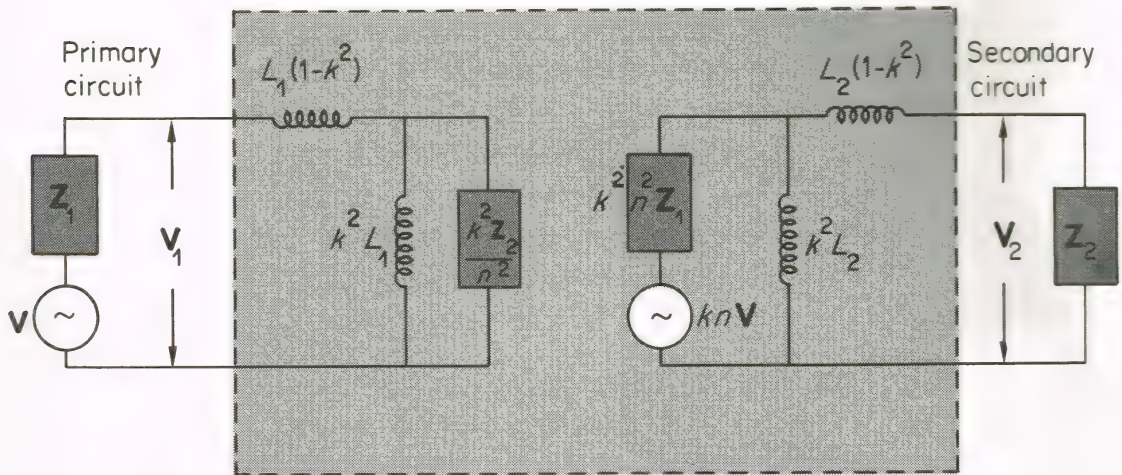 Primary
circuit
L₁(1-k²)
L₂(1-k²)
Secondary
circuit
Z₁
V₁
V
~
k²L₁
k²Z₂
n²
k²n²Z₁
~
knV
k²L₂
V₂
Z₂